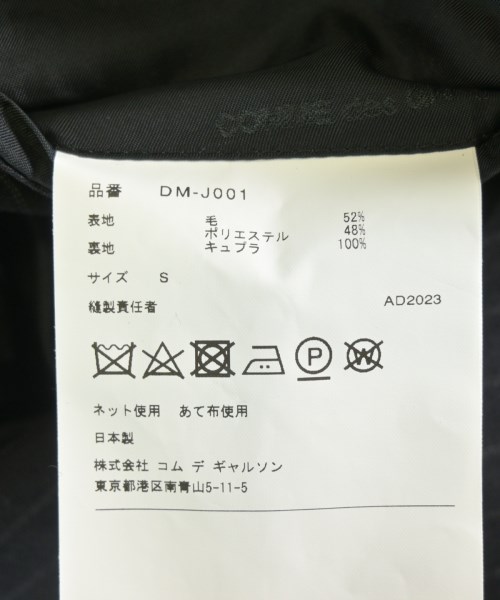 COMME des GAR
品番 DM-J001
表地 毛 52%
ポリエステル 48%
裏地 キュプラ 100%
サイズ S
縫製責任者 AD2023
P W
ネット使用 あて布使用
日本製
株式会社 コム デ ギャルソン
東京都港区南青山5-11-5